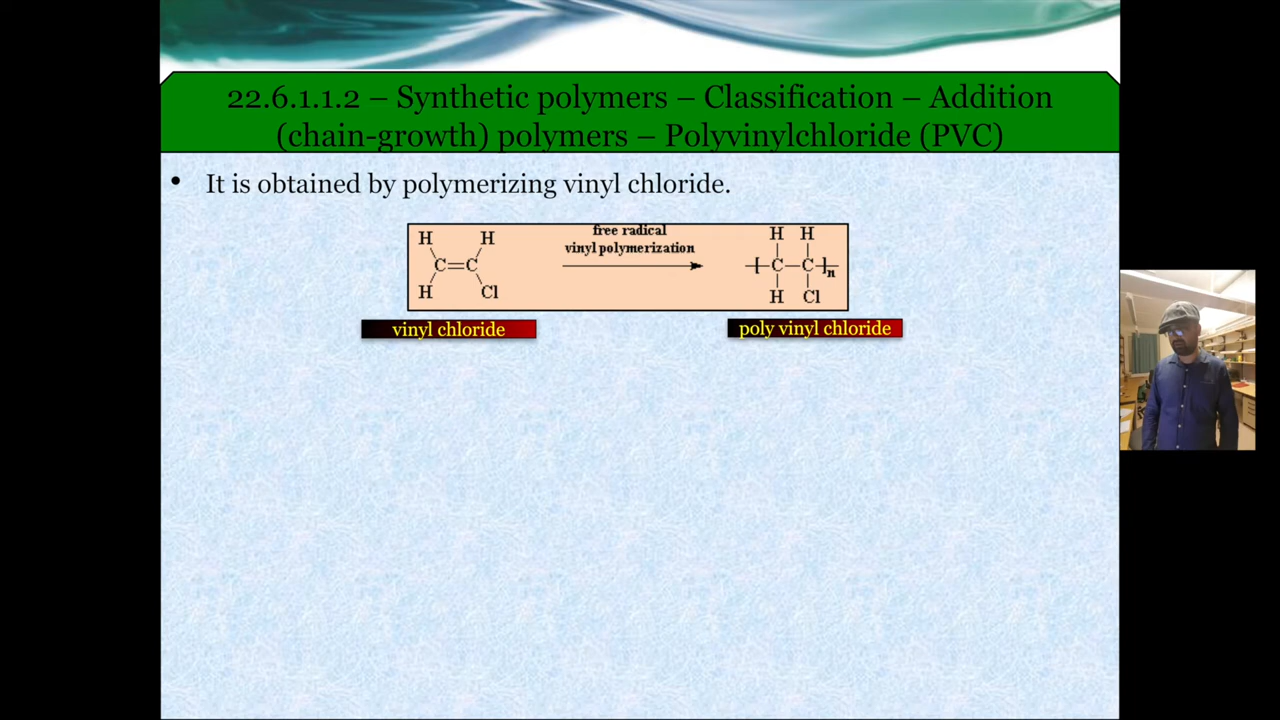 22.6.1.1.2 – Synthetic polymers – Classification – Addition
(chain-growth) polymers – Polyvinylchloride (PVC)
• It is obtained by polymerizing vinyl chloride.
H H
C=C
H Cl
free radical
vinyl polymerization
H H
[-C-C-]n
H Cl
vinyl chloride
poly vinyl chloride